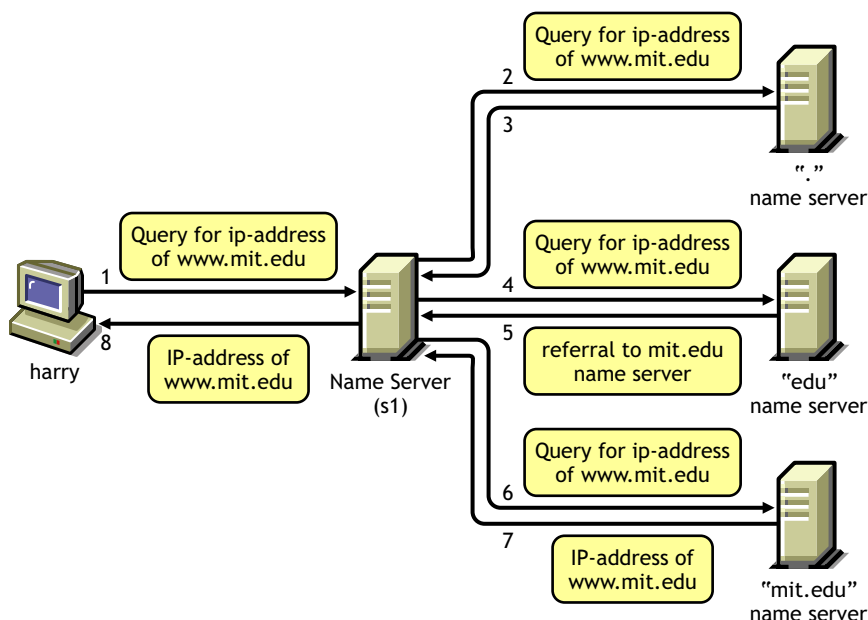 Query for ip-address
of www.mit.edu
2
3
"."
name server
Query for ip-address
of www.mit.edu
1
8
IP-address of
www.mit.edu
harry
Name Server
(s1)
Query for ip-address
of www.mit.edu
4
5
referral to mit.edu
name server
"edu"
name server
Query for ip-address
of www.mit.edu
6
7
IP-address of
www.mit.edu
"mit.edu"
name server